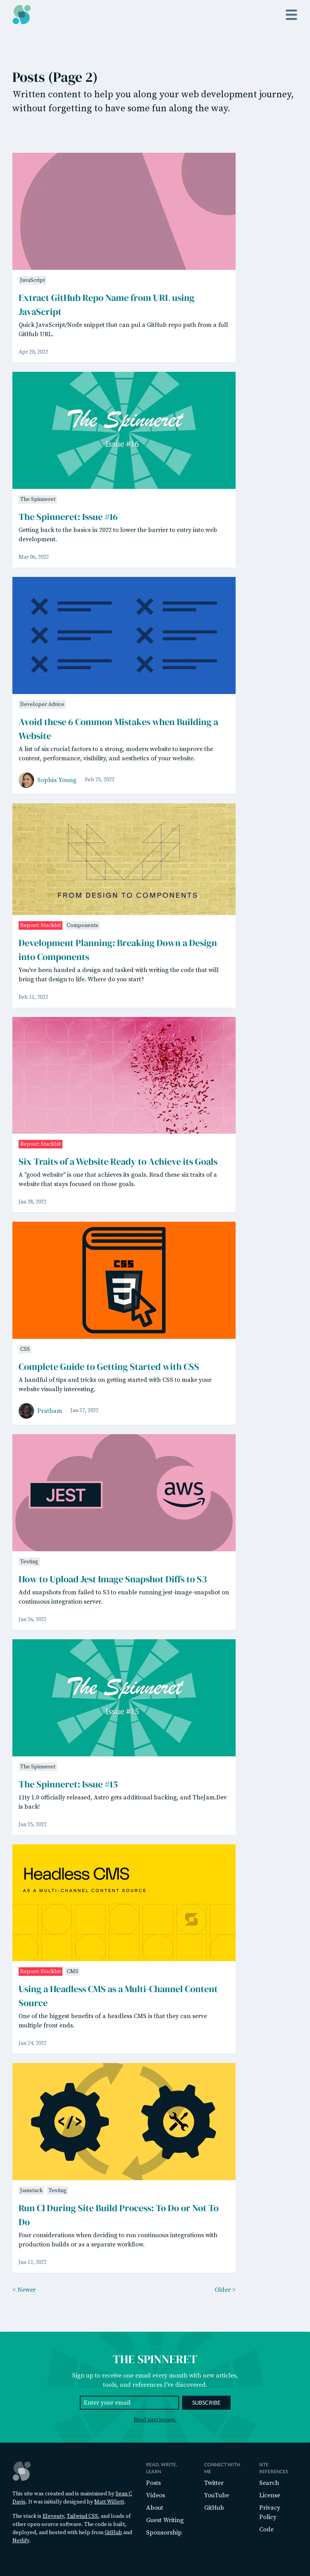 Posts (Page 2)
Written content to help you along your web development journey,
without forgetting to have some fun along the way.
JavaScript
Extract GitHub Repo Name from URL using
JavaScript
Quick JavaScript/Node snippet that can pul a GitHub repo path from a full
GitHub URL.
Apr 20, 2022
The Spinneret
Issue #16
The Spinneret
The Spinneret: Issue #16
Getting back to the basics in 2022 to lower the barrier to entry into web
development.
Mar 06, 2022
Developer Advice
Avoid these 6 Common Mistakes when Building a
Website
A list of six crucial factors to a strong, modern website to improve the
content, performance, visibility, and aesthetics of your website.
Sophia Young
Feb 25, 2022
FROM DESIGN TO COMPONENTS
Repost: Stackbit Components
Development Planning: Breaking Down a Design
into Components
You've been handed a design and tasked with writing the code that will
bring that design to life. Where do you start?
Feb 11, 2022
Repost: Stackbit
Six Traits of a Website Ready to Achieve its Goals
A "good website" is one that achieves its goals. Read these six traits of a
website that stays focused on those goals.
Jan 28, 2022
CSS
CSS
Complete Guide to Getting Started with CSS
A handful of tips and tricks on getting started with CSS to make your
website visually interesting.
Pratham
Jan 27, 2022
JEST
aws
Testing
How to Upload Jest Image Snapshot Diffs to S3
Add snapshots from failed to S3 to enable running jest-image-snapshot on
continuous integration server.
Jan 26, 2022
The Spinneret
Issue #15
The Spinneret
The Spinneret: Issue #15
11ty 1.0 officially released, Astro gets additional backing, and TheJam.Dev
is back!
Jan 25, 2022
Headless CMS
AS A MULTI-CHANNEL CONTENT SOURCE
Repost: Stackbit CMS
Using a Headless CMS as a Multi-Channel Content
Source
One of the biggest benefits of a headless CMS is that they can serve
multiple front ends.
Jan 24, 2022
</>
Jamstack Testing
Run CI During Site Build Process: To Do or Not To
Do
Four considerations when deciding to run continuous integrations with
production builds or as a separate workflow.
Jan 12, 2022
< Newer
Older >
THE SPINNERET
Sign up to receive one email every month with new articles,
tools, and references I've discovered.
Enter your email
SUBSCRIBE
Read past issues.
This site was created and is maintained by Sean C
Davis. It was initially designed by Matt Willett.
The stack is Eleventy, Tailwind CSS, and loads of
other open-source software. The code is built,
deployed, and hosted with help from GitHub and
Netlify.
READ, WRITE,
LEARN
Posts
Videos
About
Guest Writing
Sponsorship
CONNECT WITH
ME
Twitter
YouTube
GitHub
SITE
REFERENCES
Search
License
Privacy
Policy
Code